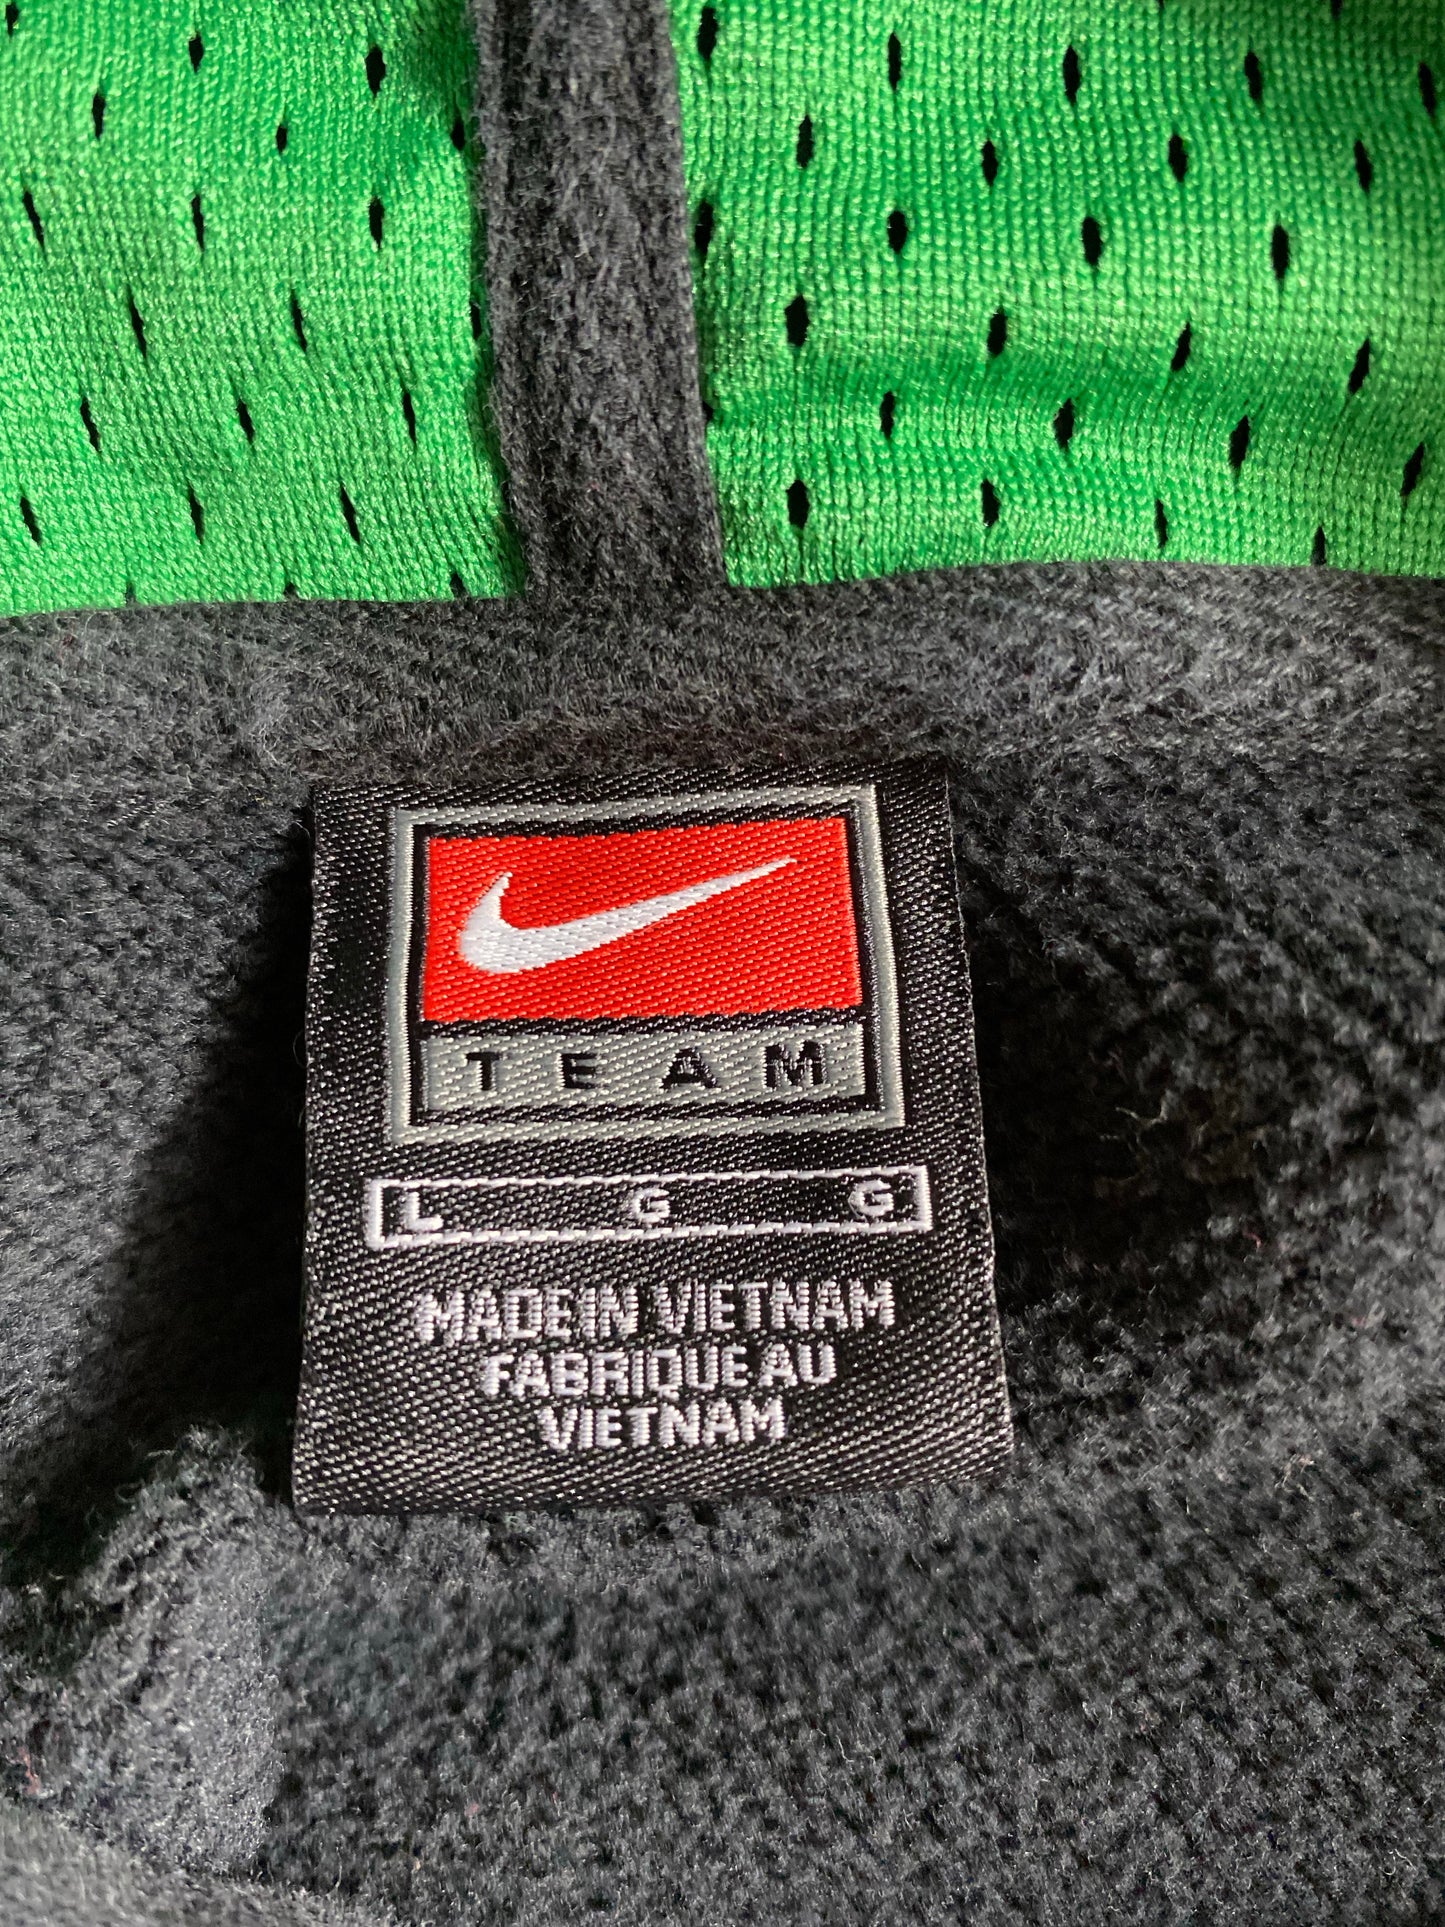 TEAM
L G G
MADE IN VIETNAM
FABRIQUE AU
VIETNAM